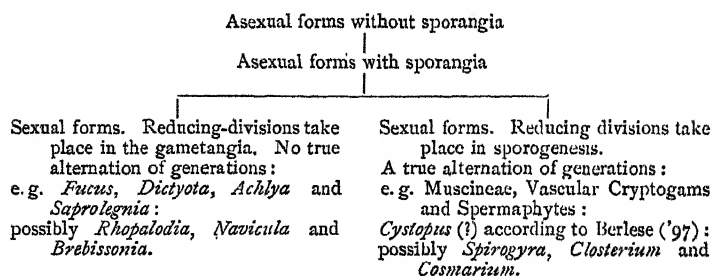 Asexual forms without sporangia
Asexual forms with sporangia
Sexual forms. Reducing-divisions take
place in the gametangia. No true
alternation of generations:
e.g. Fucus, Dictyota, Achlya and
Saprolegnia:
possibly Rhopalodia, Navicula and
Brebissonia.
Sexual forms. Reducing divisions take
place in sporogenesis.
A true alternation of generations:
e.g. Muscineae, Vascular Cryptogams
and Spermaphytes:
Cystopus (?) according to Berlese ('97):
possibly Spirogyra, Closterium and
Cosmarium.